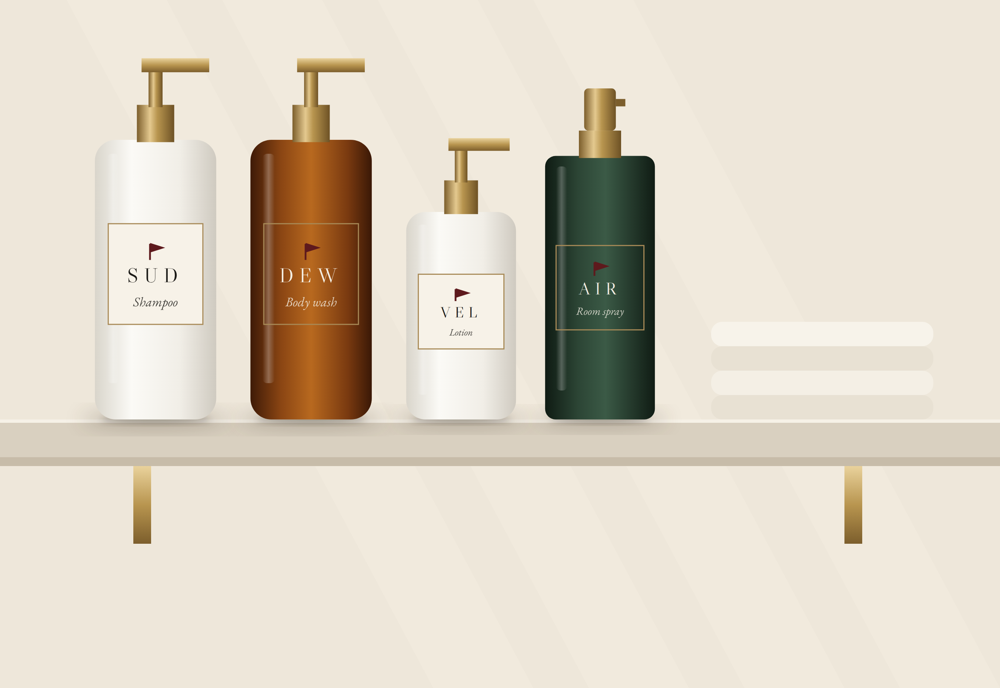 SUD
Shampoo
DEW
Body wash
VEL
Lotion
AIR
Room spray